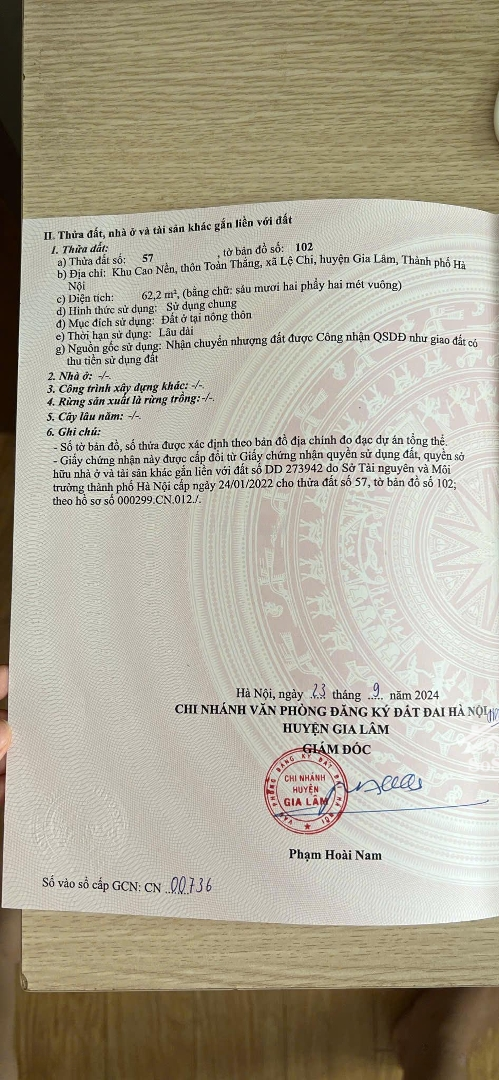 II. Thửa đất, nhà ở và tài sản khác gắn liền với đất
1. Thửa đất:
a) Thửa đất số: 57 , tờ bản đồ số: 102
b) Địa chỉ: Khu Cao Nền, thôn Toàn Thắng, xã Lệ Chi, huyện Gia Lâm, Thành phố Hà
Nội
c) Diện tích: 62,2 m², (bằng chữ: sáu mươi hai phẩy hai mét vuông)
d) Hình thức sử dụng: Sử dụng chung
đ) Mục đích sử dụng: Đất ở tại nông thôn
e) Thời hạn sử dụng: Lâu dài
g) Nguồn gốc sử dụng: Nhận chuyển nhượng đất được Công nhận QSDĐ như giao đất có
thu tiền sử dụng đất
2. Nhà ở: -/-.
3. Công trình xây dựng khác: -/-.
4. Rừng sản xuất là rừng trồng: -/-.
5. Cây lâu năm: -/-.
6. Ghi chú:
- Số tờ bản đồ, số thửa được xác định theo bản đồ địa chính đo đạc dự án tổng thể.
- Giấy chứng nhận này được cấp đổi từ Giấy chứng nhận quyền sử dụng đất, quyền sở
hữu nhà ở và tài sản khác gắn liền với đất số DD 273942 do Sở Tài nguyên và Môi
trường thành phố Hà Nội cấp ngày 24/01/2022 cho thửa đất số 57, tờ bản đồ số 102;
theo hồ sơ số 000299.CN.012./.
Hà Nội, ngày 23 tháng 9 năm 2024
CHI NHÁNH VĂN PHÒNG ĐĂNG KÝ ĐẤT ĐAI HÀ NỘI
HUYỆN GIA LÂM
GIÁM ĐỐC
VĂN PHÒNG ĐĂNG KÝ ĐẤT ĐAI HÀ NỘI
CHI NHÁNH
HUYỆN
GIA LÂM
Phạm Hoài Nam
Số vào sổ cấp GCN: CN 00736